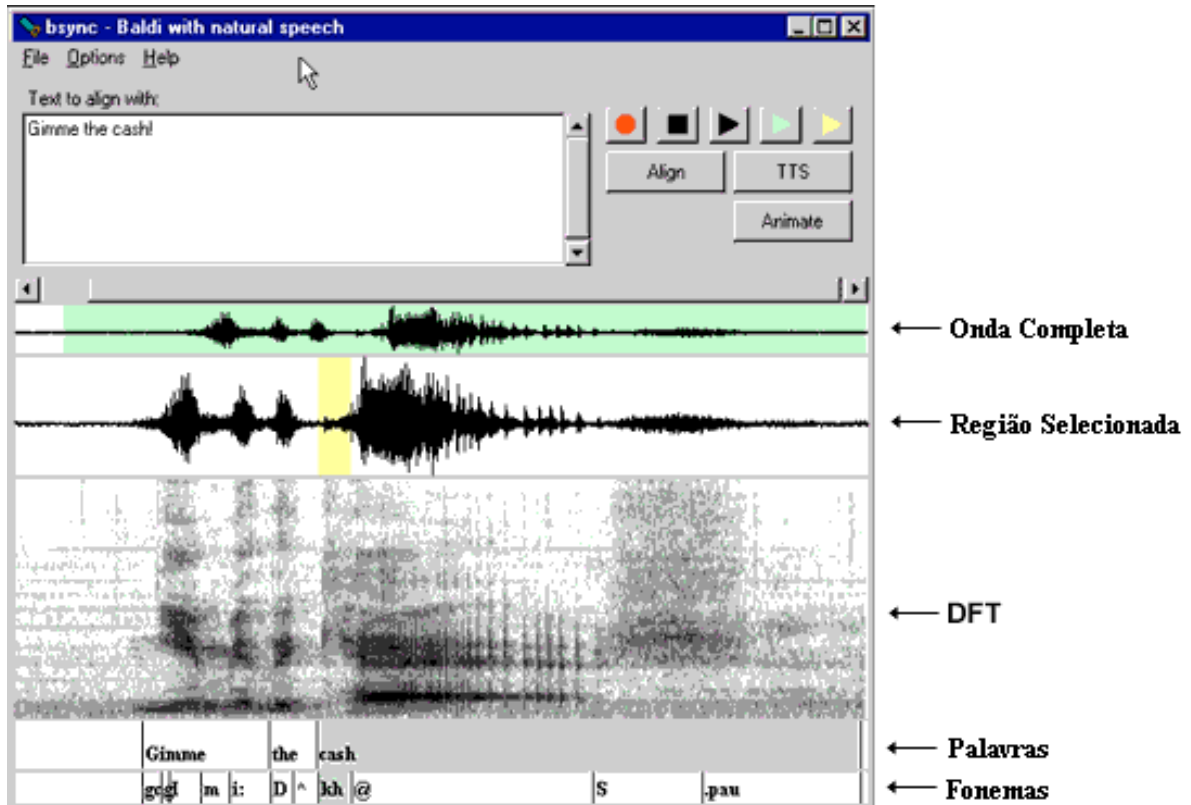 bsync - Baldi with natural speech
File Options Help
Text to align with:
Gimme the cash!
Align TTS
Animate
Onda Completa
Região Selecionada
DFT
Gimme the cash
Palavras
m i: D ^ kh @ S .pau
Fonemas